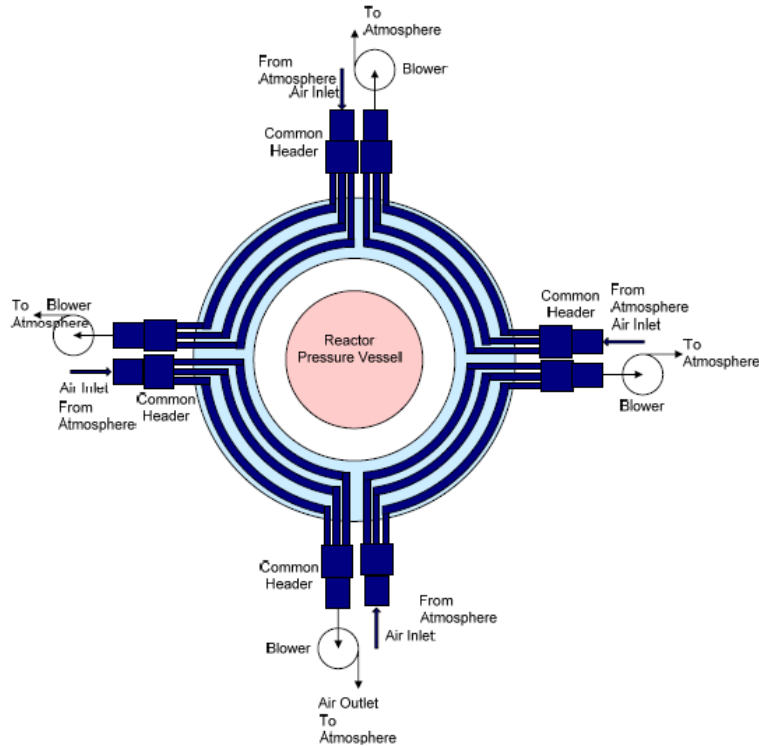 To
Atmosphere
From
Atmosphere
Air Inlet
Blower
Common
Header
To
Atmosphere
Blower
Common
Header
From
Atmosphere
Air Inlet
Reactor
Pressure Vessel
To
Atmosphere
Air Inlet
From
Atmosphere
Common
Header
Blower
Common
Header
From
Atmosphere
Air Inlet
Blower
Air Outlet
To
Atmosphere